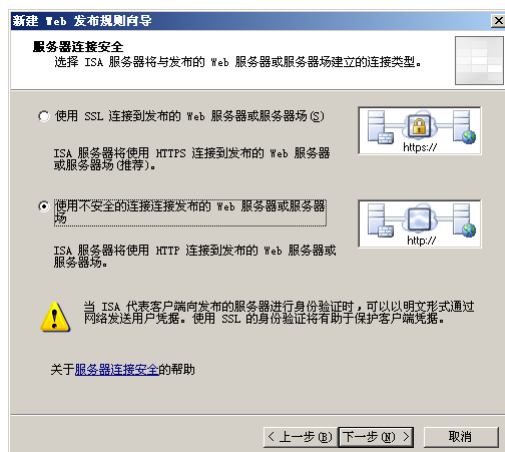 新建 Web 发布规则向导
服务器连接安全
选择 ISA 服务器将与发布的 Web 服务器或服务器场建立的连接类型。
使用 SSL 连接到发布的 Web 服务器或服务器场(S)
https://
ISA 服务器将使用 HTTPS 连接到发布的 Web 服务器
或服务器场(推荐)。
使用不安全的连接连接发布的 Web 服务器或服务器
场
http://
ISA 服务器将使用 HTTP 连接到发布的 Web 服务器或
服务器场。
当 ISA 代表客户端向发布的服务器进行身份验证时，可以以明文形式通过
网络发送用户凭据。使用 SSL 的身份验证将有助于保护客户端凭据。
关于服务器连接安全的帮助
< 上一步(B) 下一步(N) > 取消